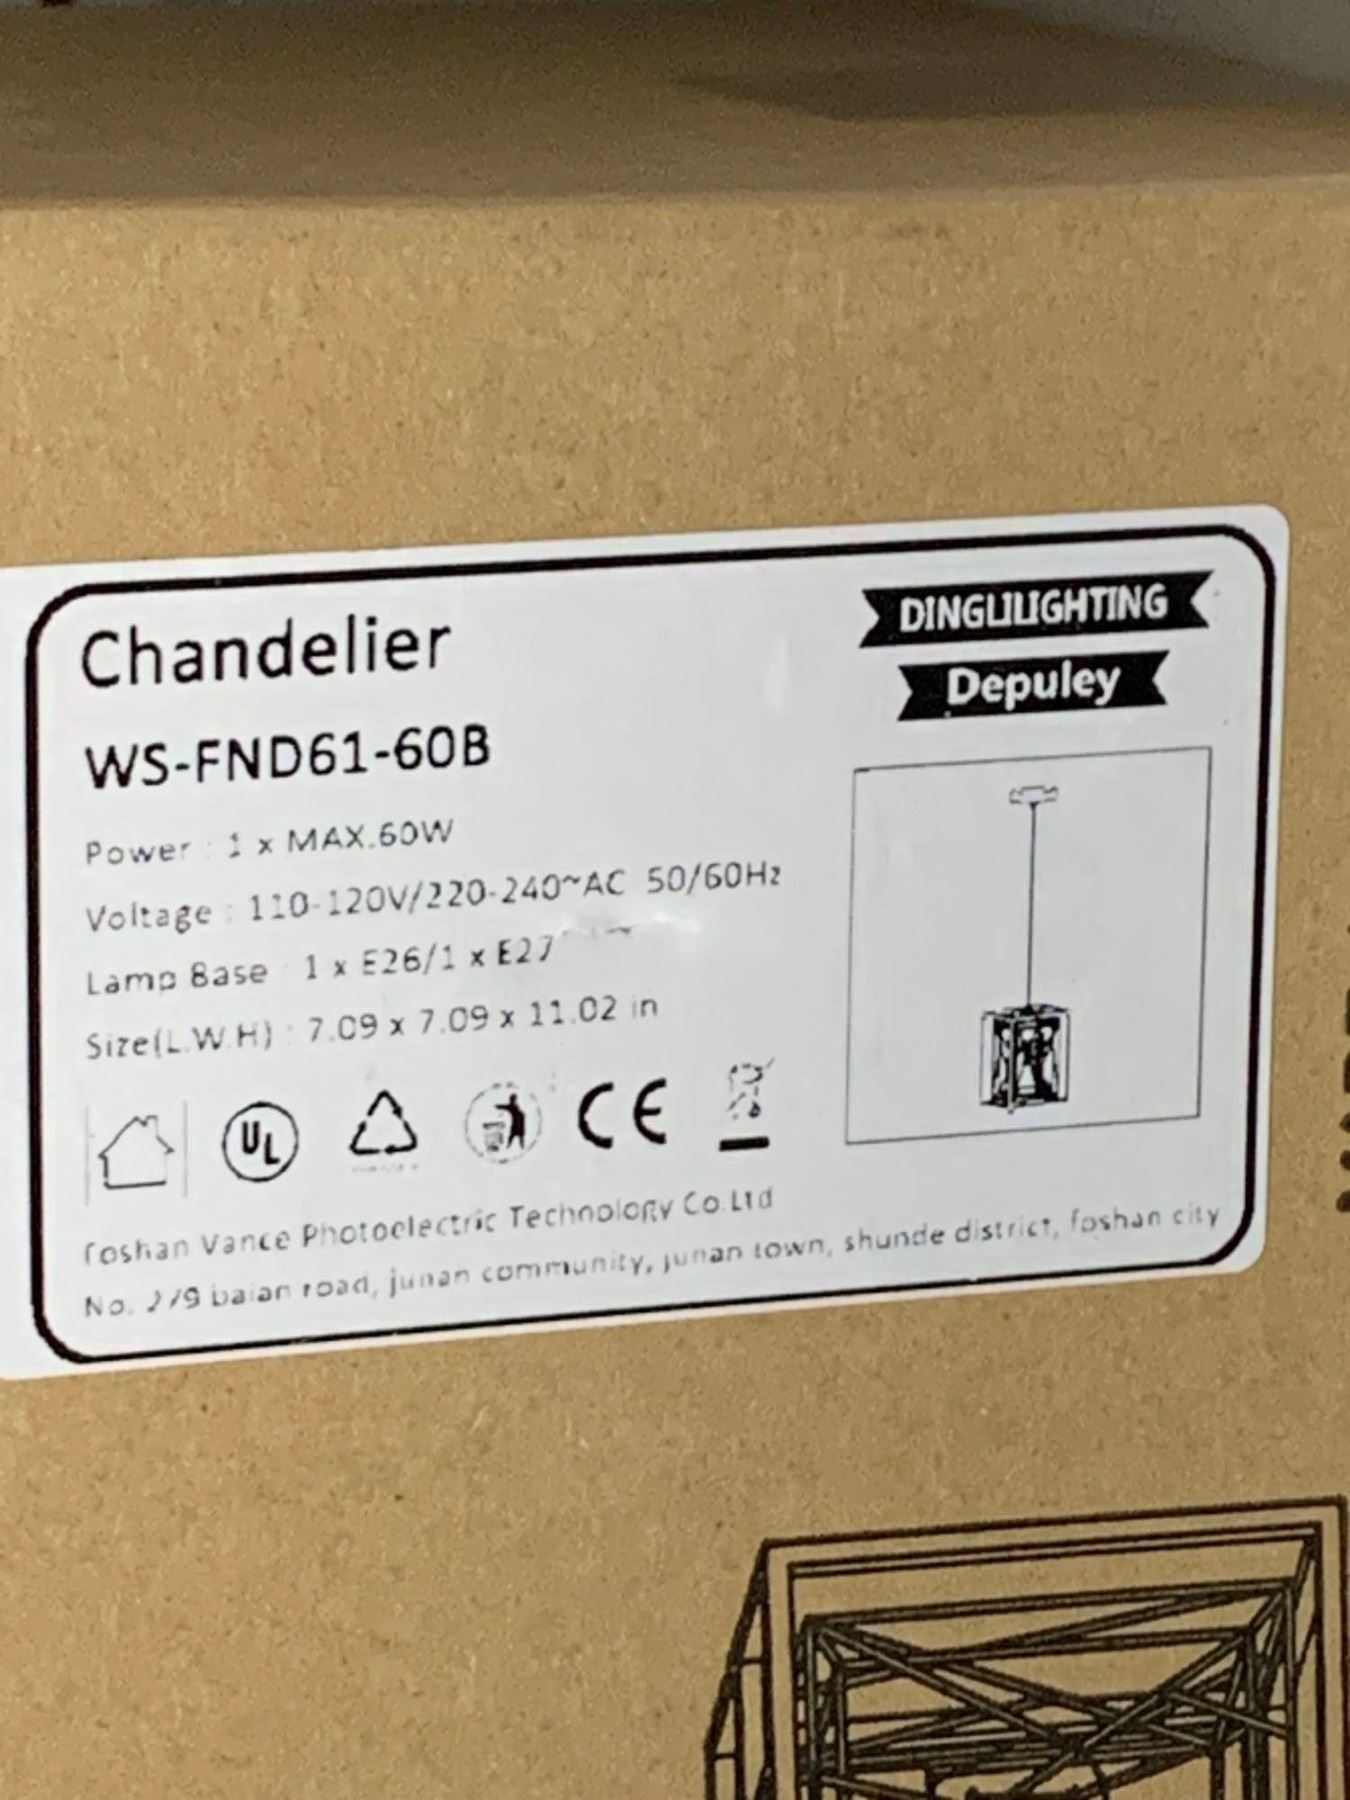 Chandelier
WS-FND61-60B
Power : 1 x MAX.60W
Voltage : 110-120V/220-240~AC 50/60Hz
Lamp Base 1 x E26/1 x E27
Size(L.W.H) : 7.09 x 7.09 x 11.02 in
DINGLILIGHTING
Depuley
UL
CE
Foshan Vance Photoelectric Technology Co.Ltd
No. 279 baian road, junan community, junan town, shunde district, foshan city